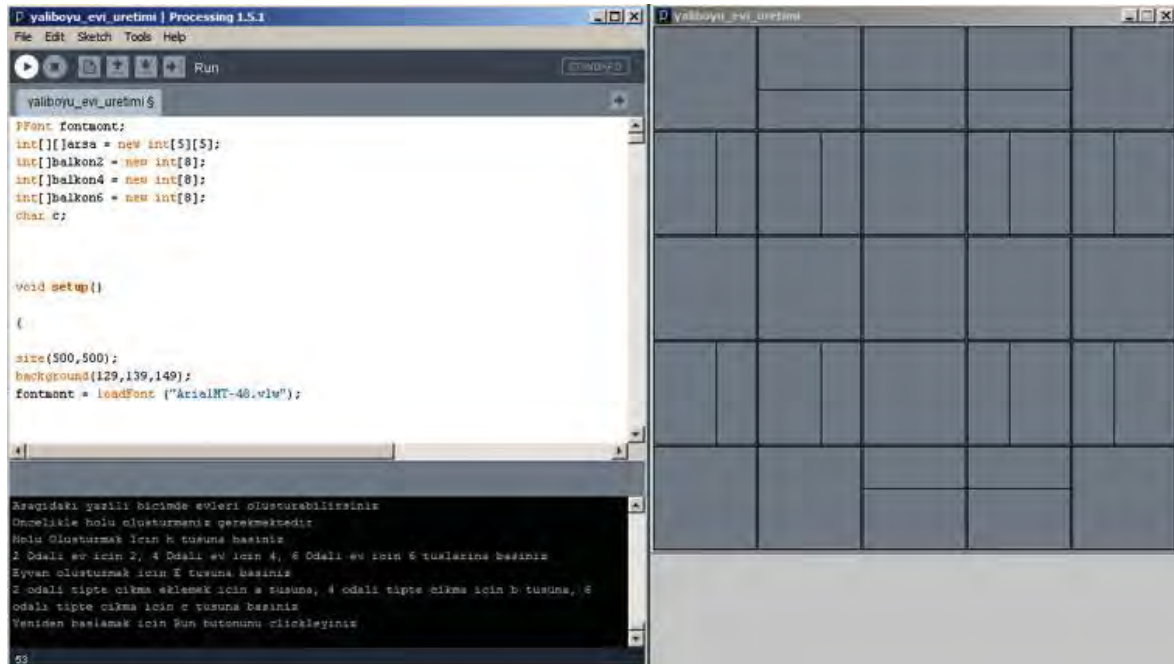 yaliboyu_evi_uretimi | Processing 1.5.1
File Edit Sketch Tools Help
Run
STANDARD
yaliboyu_evi_uretimi §
PFont fontmont;
int[][]arsa = new int[5][5];
int[]balkon2 = new int[8];
int[]balkon4 = new int[8];
int[]balkon6 = new int[8];
char c;
void setup()
{
size(500,500);
background(129,139,149);
fontmont = loadFont ("ArialMT-48.vlw");
Asagidaki yazili bicimde evleri olusturabilirsiniz
Oncelikle holu olusturmaniz gerekmektedir
Holu Olusturmak Icin h tusuna basiniz
2 Odali ev icin 2, 4 Odali ev icin 4, 6 Odali ev icin 6 tuslarina basiniz
Eyvan olusturmak icin E tusuna basiniz
2 odali tipte cikma eklemek icin a tusuna, 4 odali tipte cikma icin b tusuna, 6
odali tipte cikma icin c tusuna basiniz
Yeniden baslamak icin Run butonunu clickleyiniz
53
yaliboyu_evi_uretimi